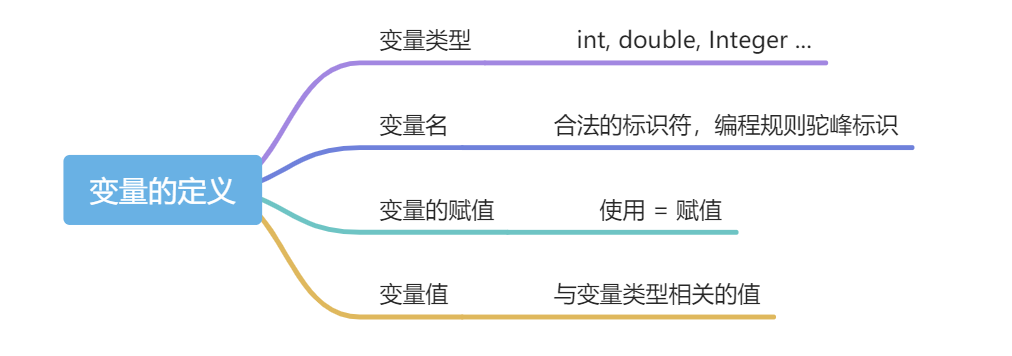 变量的定义
变量类型 int, double, Integer ...
变量名 合法的标识符，编程规则驼峰标识
变量的赋值 使用 = 赋值
变量值 与变量类型相关的值